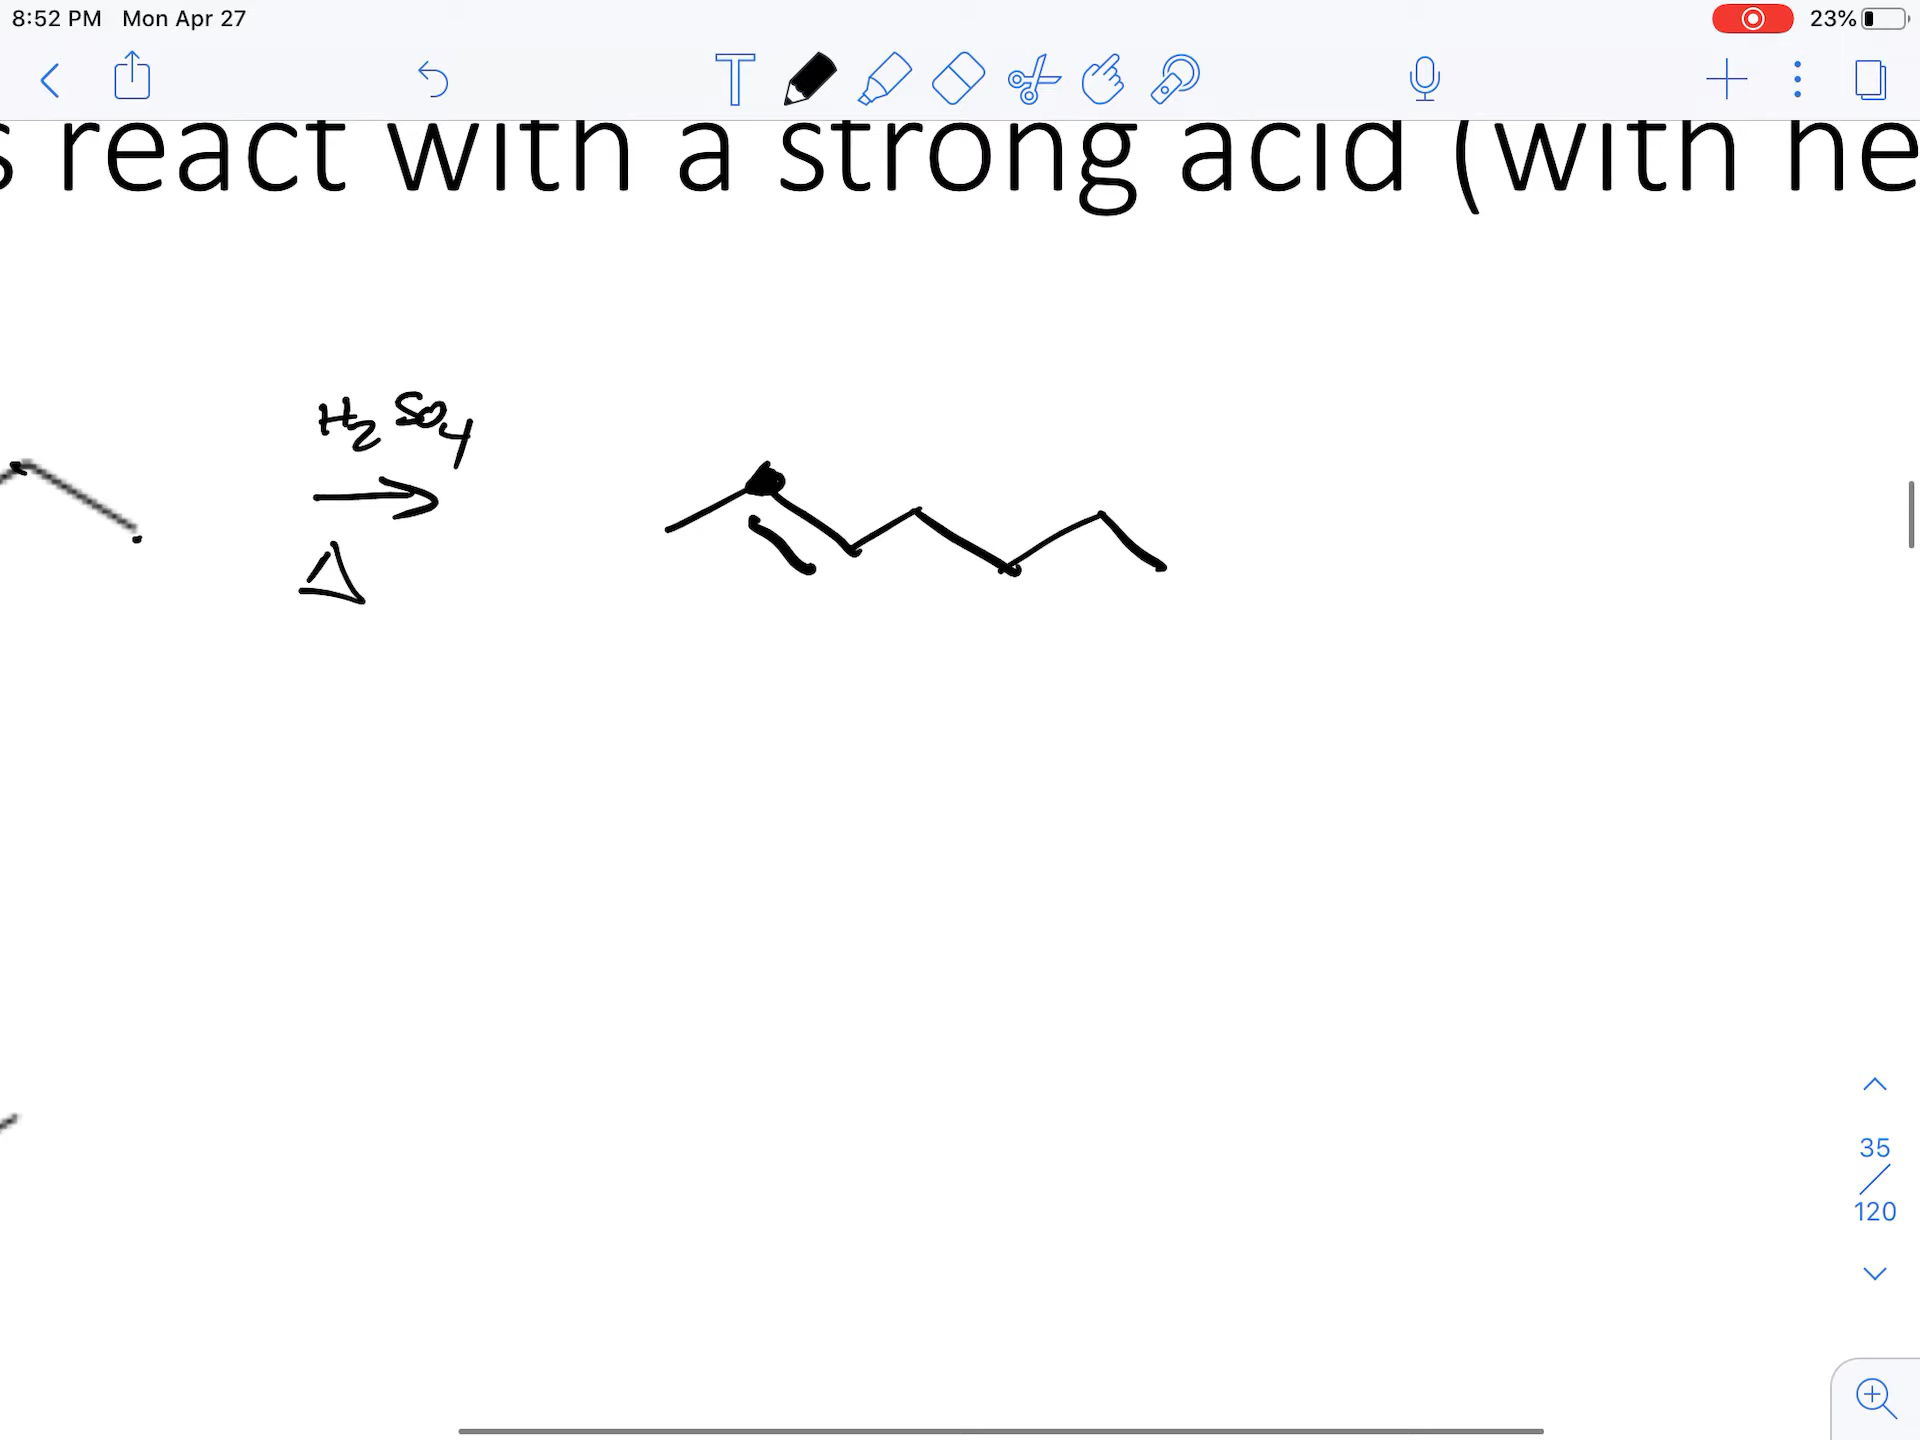 8:52 PM Mon Apr 27
23%
T
s react with a strong acid (with he
H₂SO₄
Δ
35
120